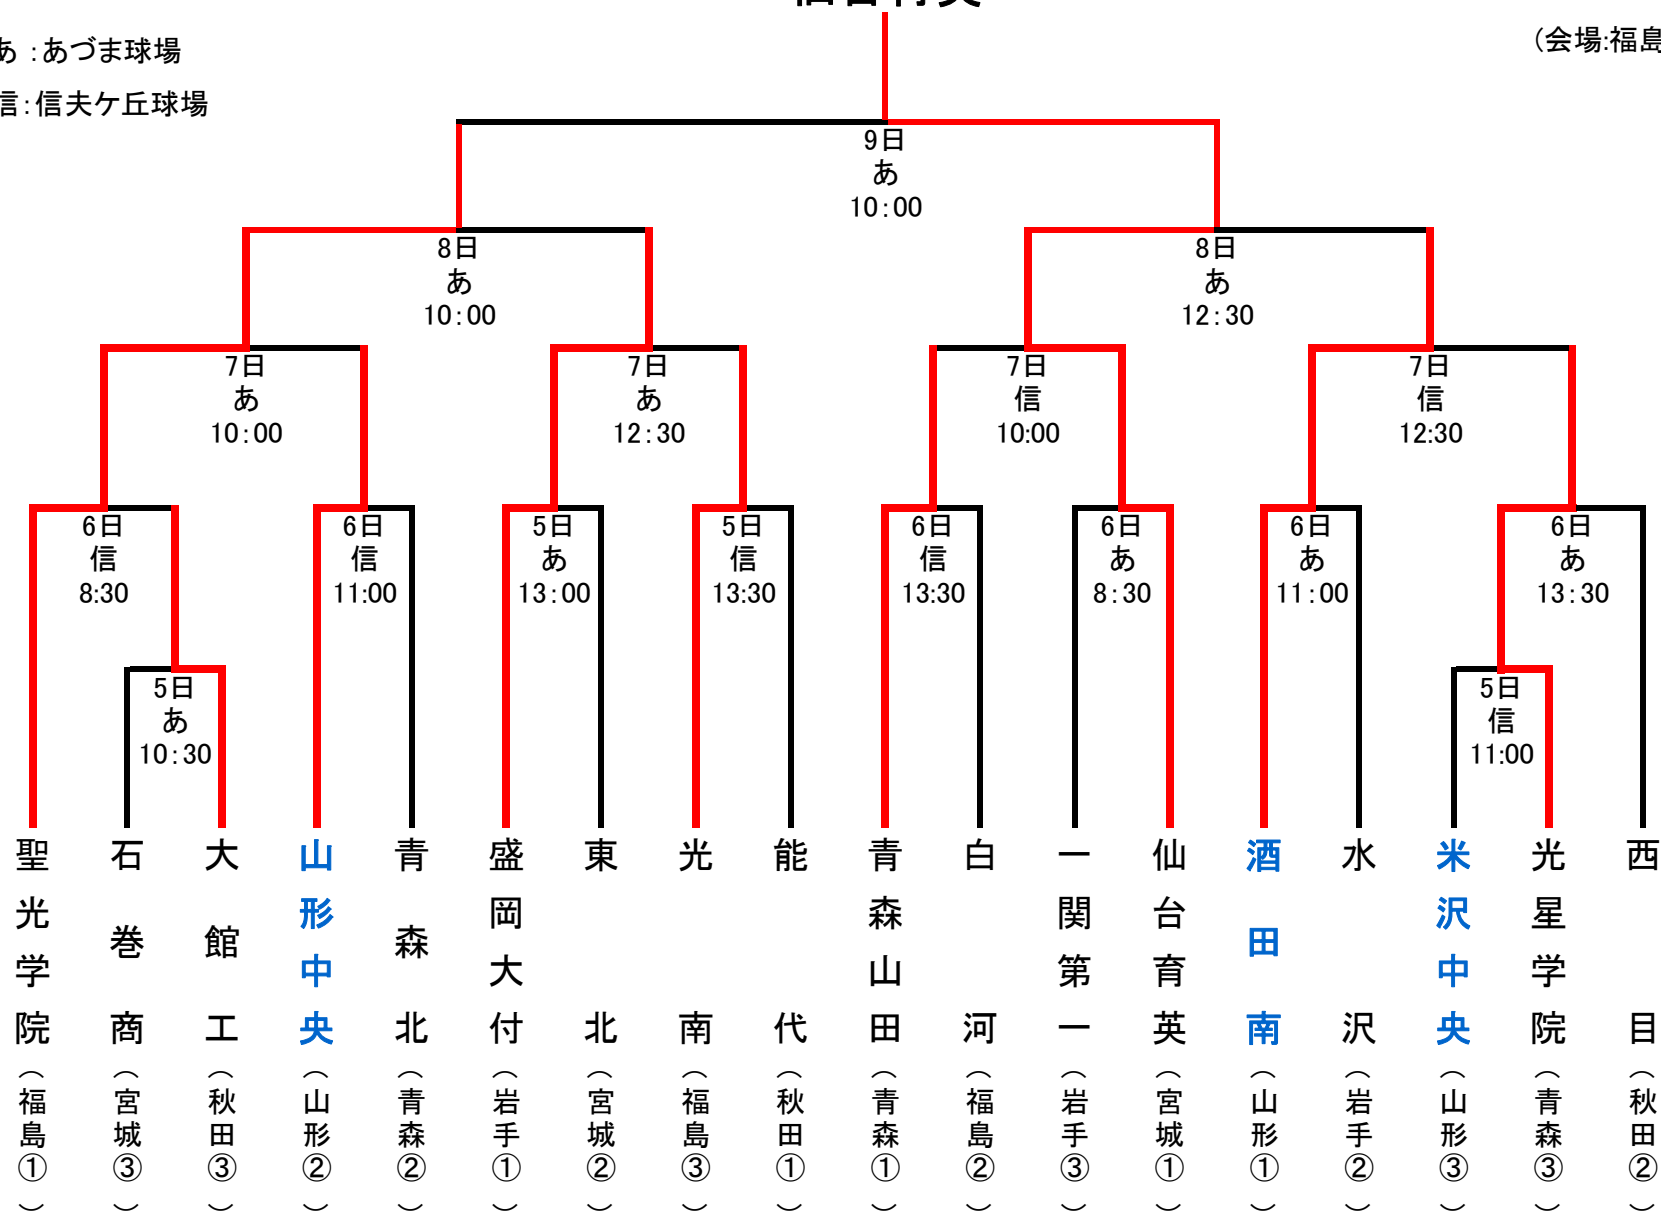 あ：あづま球場
(会場:福島
信：信夫ケ丘球場
9日
あ
10：00
8日
あ
10：00
8日
あ
12：30
7日
あ
10：00
7日
あ
12：30
7日
信
10:00
7日
信
12:30
6日
信
8:30
6日
信
11:00
5日
あ
13：00
5日
信
13:30
6日
信
13:30
6日
あ
8：30
6日
あ
11：00
6日
あ
13：30
5日
あ
10：30
5日
信
11:00
聖光学院（福島①）
石巻商（宮城③）
大館工（秋田③）
山形中央（山形②）
青森北（青森②）
盛岡大付（岩手①）
東北（宮城②）
光南（福島③）
能代（秋田①）
青森山田（青森①）
白河（福島②）
一関第一（岩手③）
仙台育英（宮城①）
酒田南（山形①）
水沢（岩手②）
米沢中央（山形③）
光星学院（青森③）
西目（秋田②）